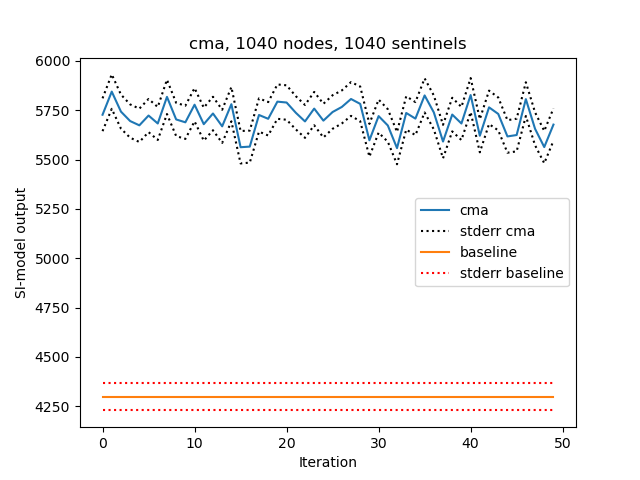 cma, 1040 nodes, 1040 sentinels
6000
5750
5500
5250
5000
4750
4500
4250
SI-model output
cma
stderr cma
baseline
stderr baseline
0 10 20 30 40 50
Iteration